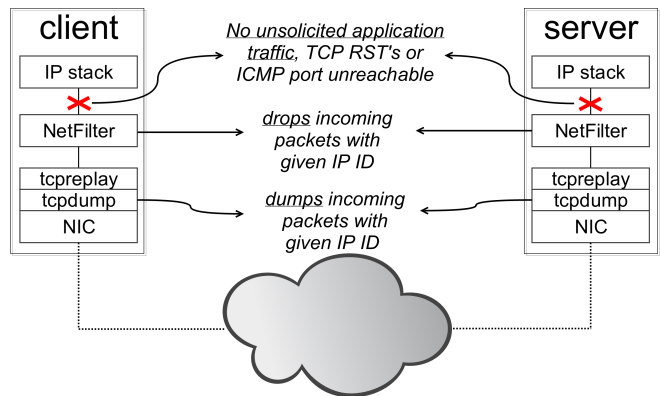 client
server
No unsolicited application
traffic, TCP RST's or
ICMP port unreachable
IP stack
IP stack
NetFilter
drops incoming
packets with
given IP ID
NetFilter
tcpreplay
tcpdump
NIC
dumps incoming
packets with
given IP ID
tcpreplay
tcpdump
NIC